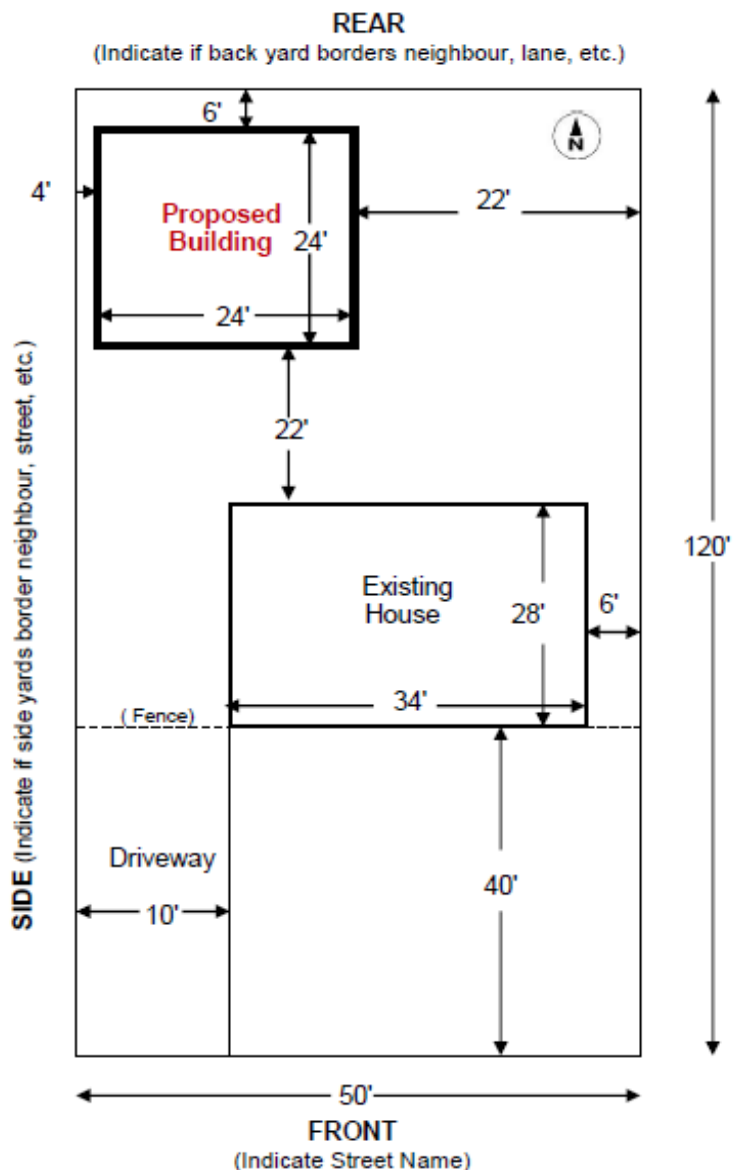 REAR
(Indicate if back yard borders neighbour, lane, etc.)
6'
N
4'
Proposed
Building
22'
24'
24'
22'
SIDE (Indicate if side yards border neighbour, street, etc.)
120'
Existing
House
28'
6'
34'
( Fence)
Driveway
40'
10'
50'
FRONT
(Indicate Street Name)